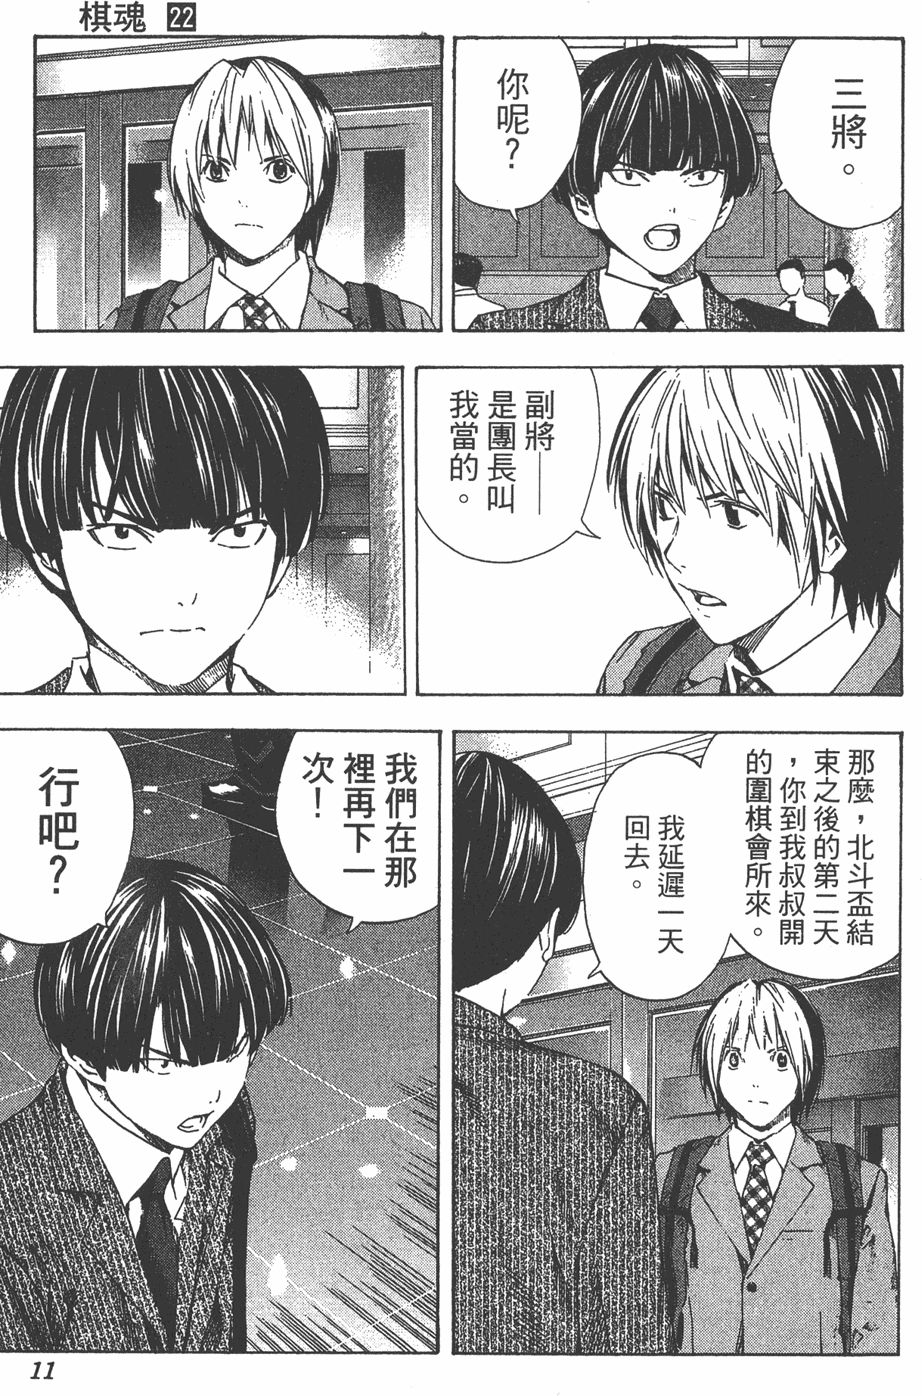 棋魂 22
三將。
你呢?
副將——
是團長叫
我當的。
那麼，北斗盃結
束之後的第二天
，你到我叔叔開
的圍棋會所來。
我延遲一天
回去。
我們在那
裡再下一
次!
行吧?
11